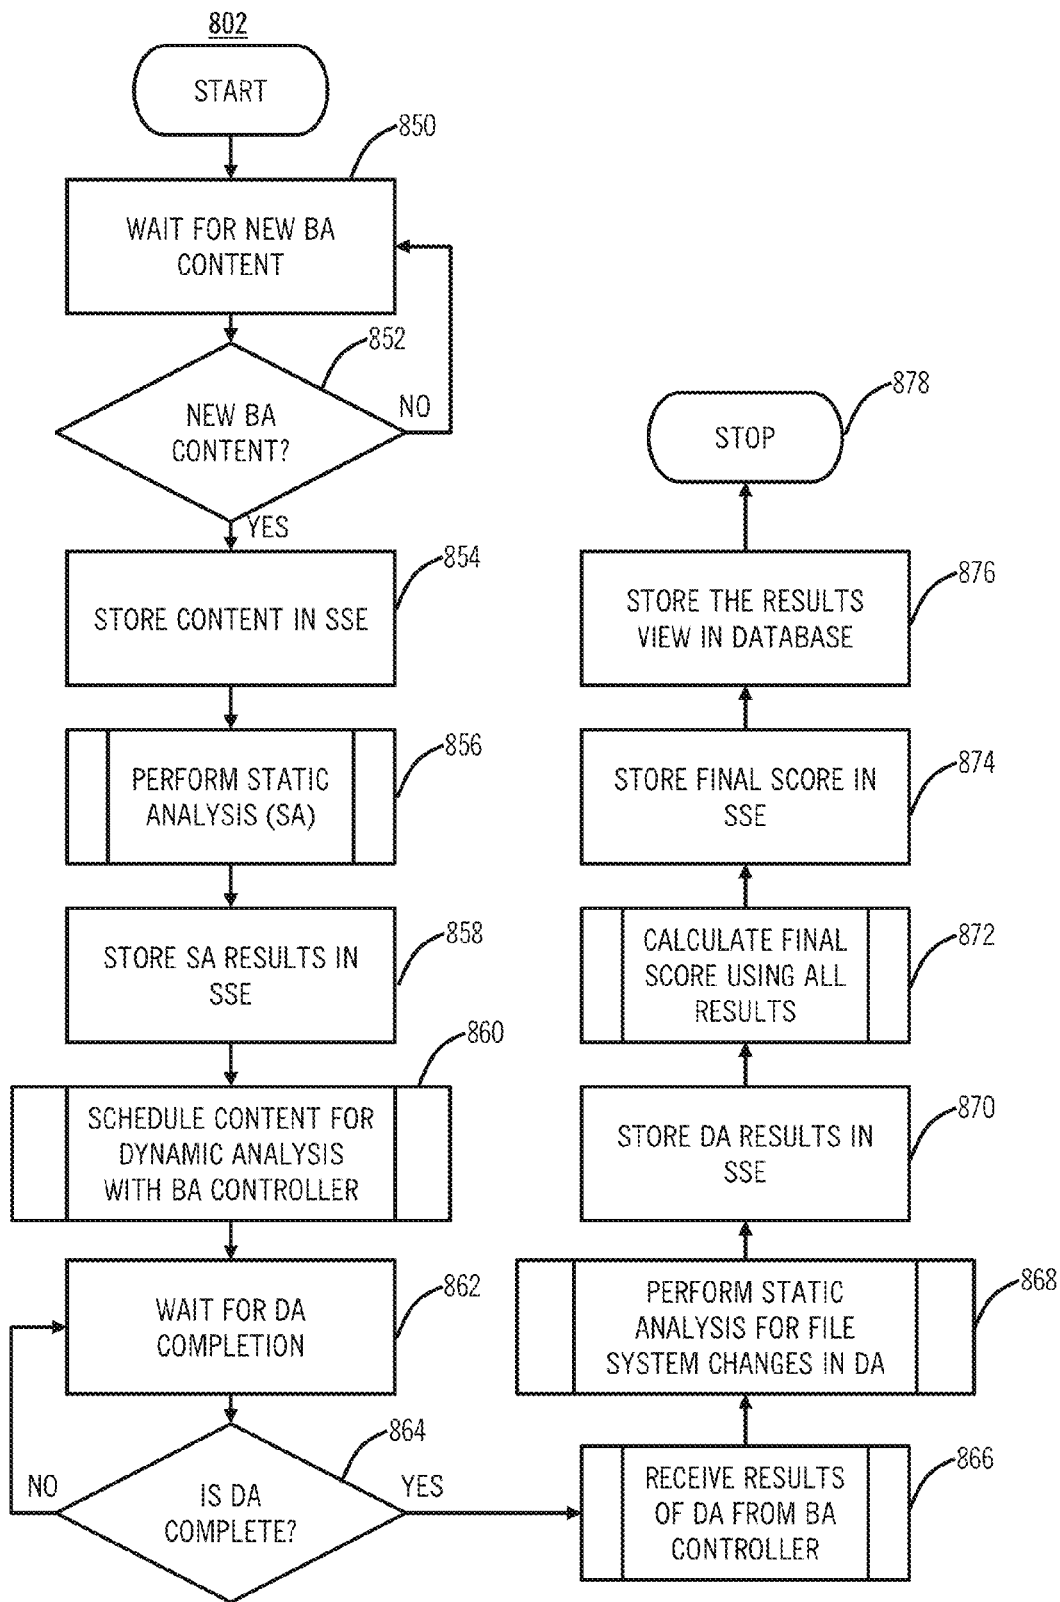 802
START
850
WAIT FOR NEW BA
CONTENT
852
NEW BA
CONTENT?
NO
YES
854
STORE CONTENT IN SSE
856
PERFORM STATIC
ANALYSIS (SA)
858
STORE SA RESULTS IN
SSE
860
SCHEDULE CONTENT FOR
DYNAMIC ANALYSIS
WITH BA CONTROLLER
862
WAIT FOR DA
COMPLETION
864
IS DA
COMPLETE?
NO
YES
866
RECEIVE RESULTS
OF DA FROM BA
CONTROLLER
868
PERFORM STATIC
ANALYSIS FOR FILE
SYSTEM CHANGES IN DA
870
STORE DA RESULTS IN
SSE
872
CALCULATE FINAL
SCORE USING ALL
RESULTS
874
STORE FINAL SCORE IN
SSE
876
STORE THE RESULTS
VIEW IN DATABASE
878
STOP